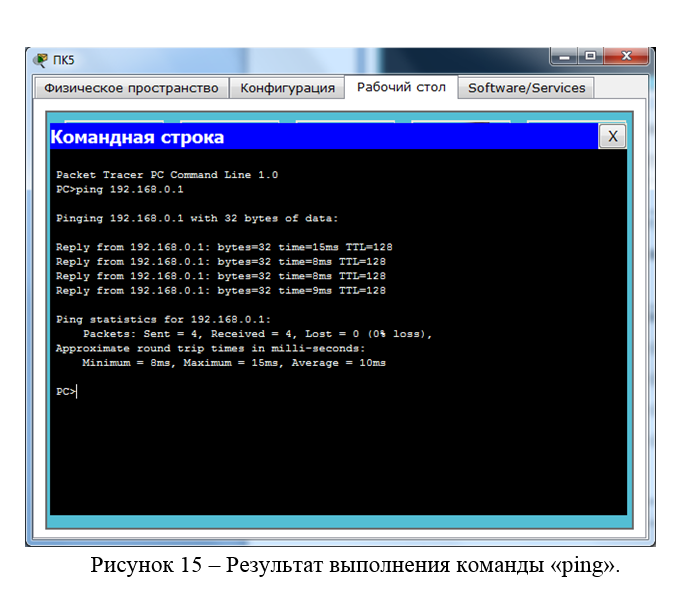 ПК5
Физическое пространство Конфигурация Рабочий стол Software/Services
Командная строка X
Packet Tracer PC Command Line 1.0
PC>ping 192.168.0.1
Pinging 192.168.0.1 with 32 bytes of data:
Reply from 192.168.0.1: bytes=32 time=15ms TTL=128
Reply from 192.168.0.1: bytes=32 time=8ms TTL=128
Reply from 192.168.0.1: bytes=32 time=8ms TTL=128
Reply from 192.168.0.1: bytes=32 time=9ms TTL=128
Ping statistics for 192.168.0.1:
Packets: Sent = 4, Received = 4, Lost = 0 (0% loss),
Approximate round trip times in milli-seconds:
Minimum = 8ms, Maximum = 15ms, Average = 10ms
PC>
Рисунок 15 – Результат выполнения команды «ping».